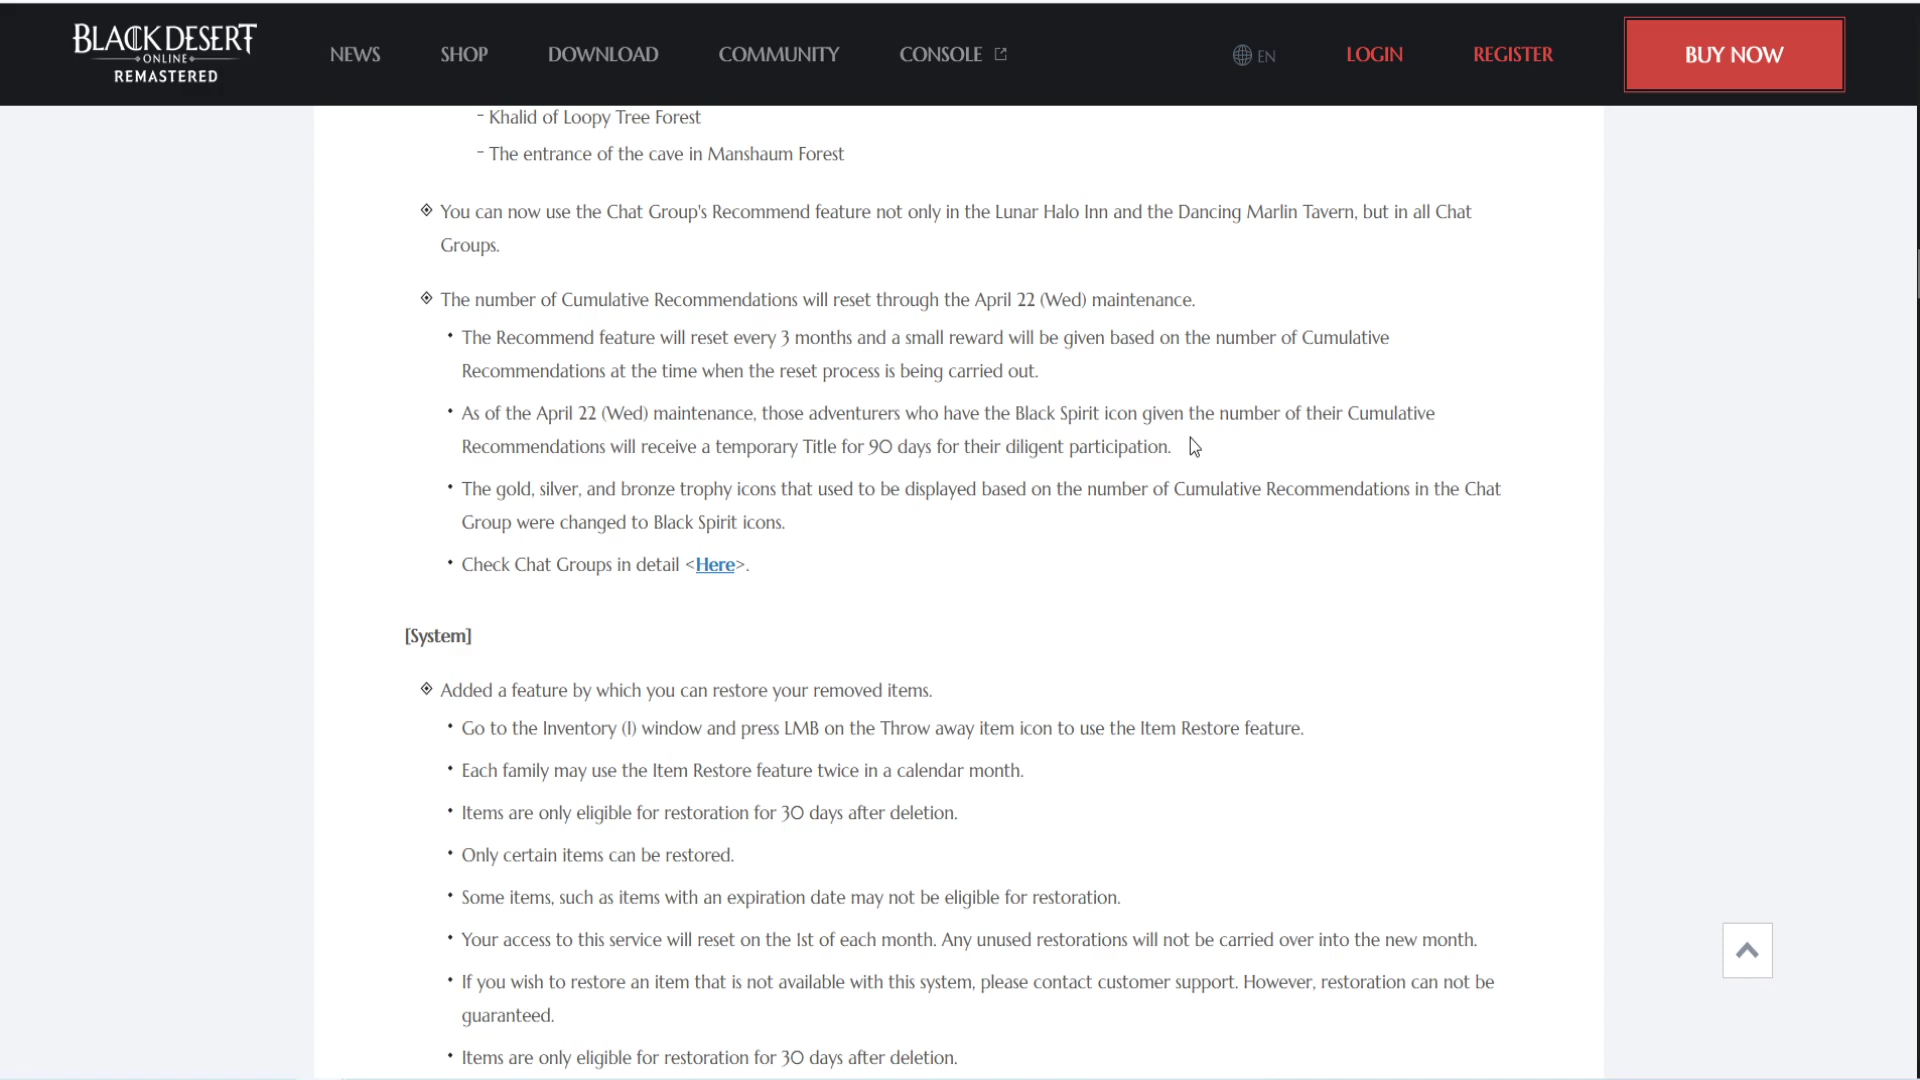 BLACK DESERT
ONLINE
REMASTERED
NEWS
SHOP
DOWNLOAD
COMMUNITY
CONSOLE
EN
LOGIN
REGISTER
BUY NOW
- Khalid of Loopy Tree Forest
- The entrance of the cave in Manshaum Forest
You can now use the Chat Group's Recommend feature not only in the Lunar Halo Inn and the Dancing Marlin Tavern, but in all Chat
Groups.
The number of Cumulative Recommendations will reset through the April 22 (Wed) maintenance.
• The Recommend feature will reset every 3 months and a small reward will be given based on the number of Cumulative
Recommendations at the time when the reset process is being carried out.
• As of the April 22 (Wed) maintenance, those adventurers who have the Black Spirit icon given the number of their Cumulative
Recommendations will receive a temporary Title for 90 days for their diligent participation.
• The gold, silver, and bronze trophy icons that used to be displayed based on the number of Cumulative Recommendations in the Chat
Group were changed to Black Spirit icons.
• Check Chat Groups in detail <Here>.
[System]
Added a feature by which you can restore your removed items.
• Go to the Inventory (I) window and press LMB on the Throw away item icon to use the Item Restore feature.
• Each family may use the Item Restore feature twice in a calendar month.
• Items are only eligible for restoration for 30 days after deletion.
• Only certain items can be restored.
• Some items, such as items with an expiration date may not be eligible for restoration.
• Your access to this service will reset on the 1st of each month. Any unused restorations will not be carried over into the new month.
• If you wish to restore an item that is not available with this system, please contact customer support. However, restoration can not be
guaranteed.
• Items are only eligible for restoration for 30 days after deletion.